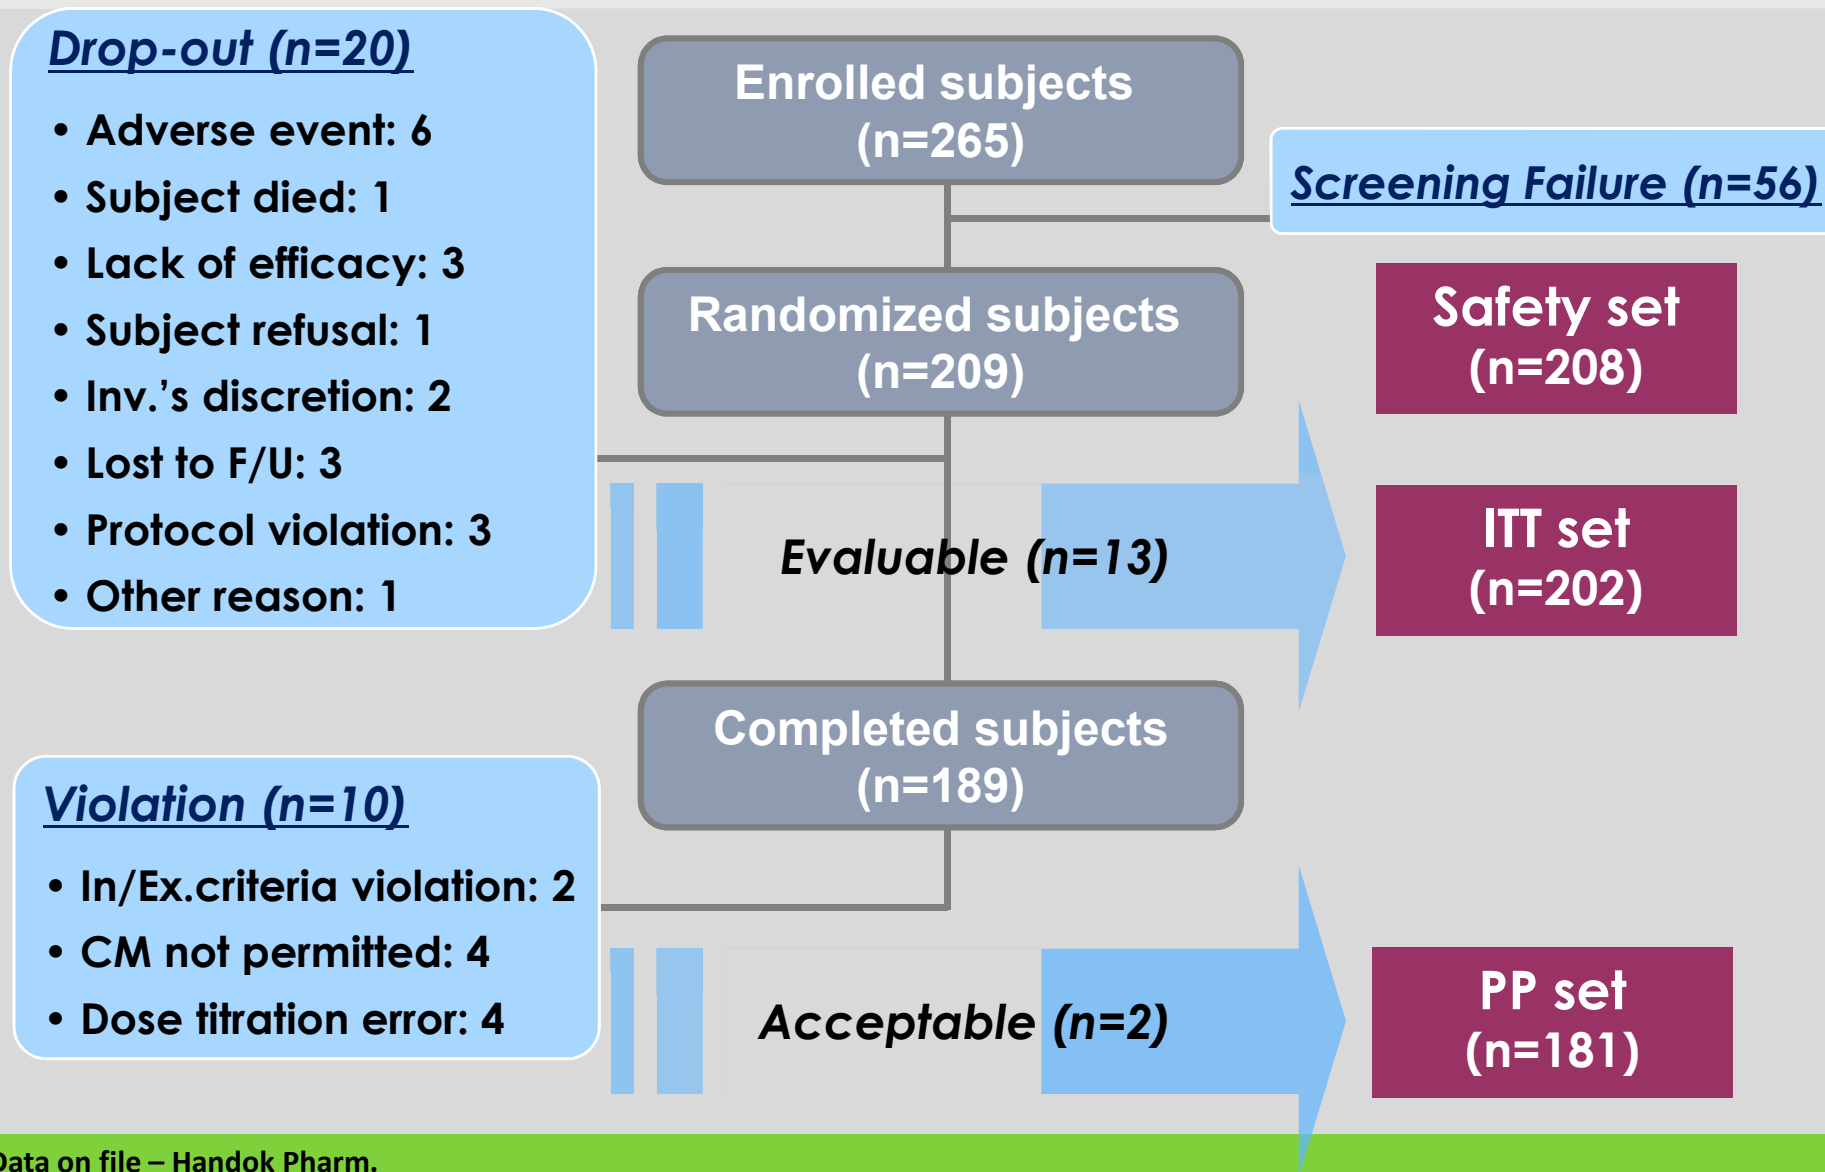 Drop-out (n=20)
• Adverse event: 6
• Subject died: 1
• Lack of efficacy: 3
• Subject refusal: 1
• Inv.’s discretion: 2
• Lost to F/U: 3
• Protocol violation: 3
• Other reason: 1
Enrolled subjects
(n=265)
Screening Failure (n=56)
Randomized subjects
(n=209)
Safety set
(n=208)
Evaluable (n=13)
ITT set
(n=202)
Completed subjects
(n=189)
Violation (n=10)
• In/Ex.criteria violation: 2
• CM not permitted: 4
• Dose titration error: 4
Acceptable (n=2)
PP set
(n=181)
Data on file – Handok Pharm.